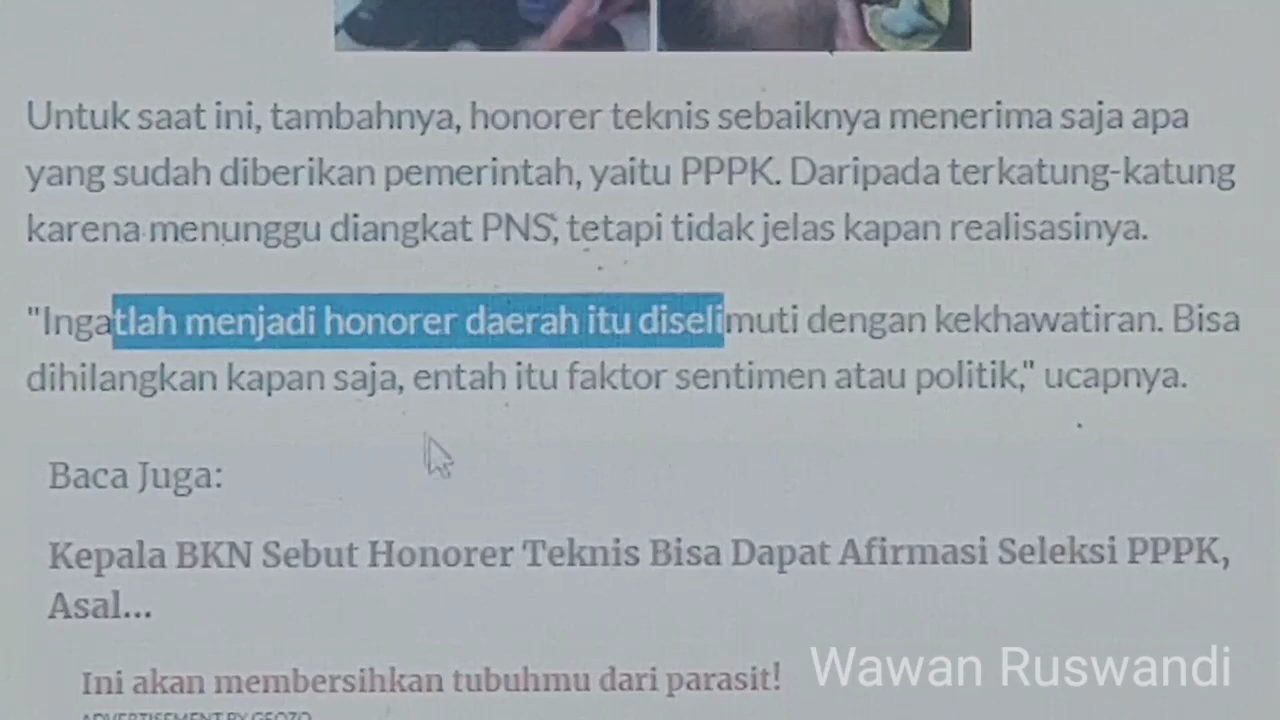 Untuk saat ini, tambahnya, honorer teknis sebaiknya menerima saja apa
yang sudah diberikan pemerintah, yaitu PPPK. Daripada terkatung-katung
karena menunggu diangkat PNS, tetapi tidak jelas kapan realisasinya.
"Ingatlah menjadi honorer daerah itu diselimuti dengan kekhawatiran. Bisa
dihilangkan kapan saja, entah itu faktor sentimen atau politik," ucapnya.
Baca Juga:
Kepala BKN Sebut Honorer Teknis Bisa Dapat Afirmasi Seleksi PPPK,
Asal...
Ini akan membersihkan tubuhmu dari parasit!
Wawan Ruswandi
ADVERTISEMENT BY GEOZO